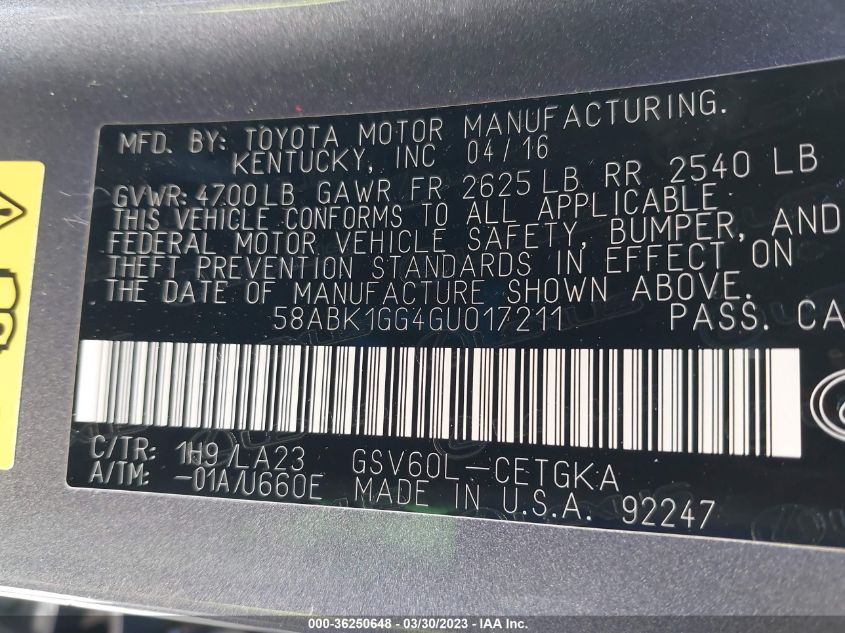 MFD. BY: TOYOTA MOTOR MANUFACTURING.
KENTUCKY, INC 04/16
GVWR: 4700 LB GAWR FR 2625 LB RR 2540 LB
THIS VEHICLE CONFORMS TO ALL APPLICABLE
FEDERAL MOTOR VEHICLE SAFETY, BUMPER, AND
THEFT PREVENTION STANDARDS IN EFFECT ON
THE DATE OF MANUFACTURE SHOWN ABOVE.
58ABK1GG4GU017211 PASS. CA
C/TR: 1H9/LA23 GSV60L-CETGKA
A/TM: -01A/U660E MADE IN U.S.A. 92247
000-36250648 - 03/30/2023 - IAA Inc.